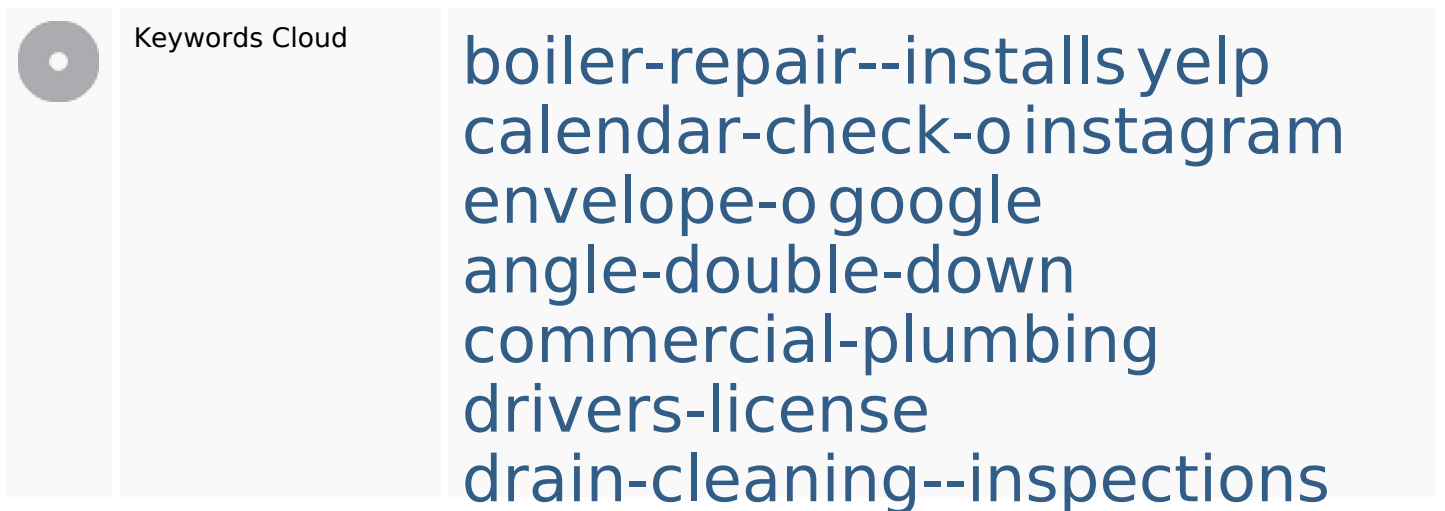 Keywords Cloud
boiler-repair--installs yelp
calendar-check-o instagram
envelope-o google
angle-double-down
commercial-plumbing
drivers-license
drain-cleaning--inspections